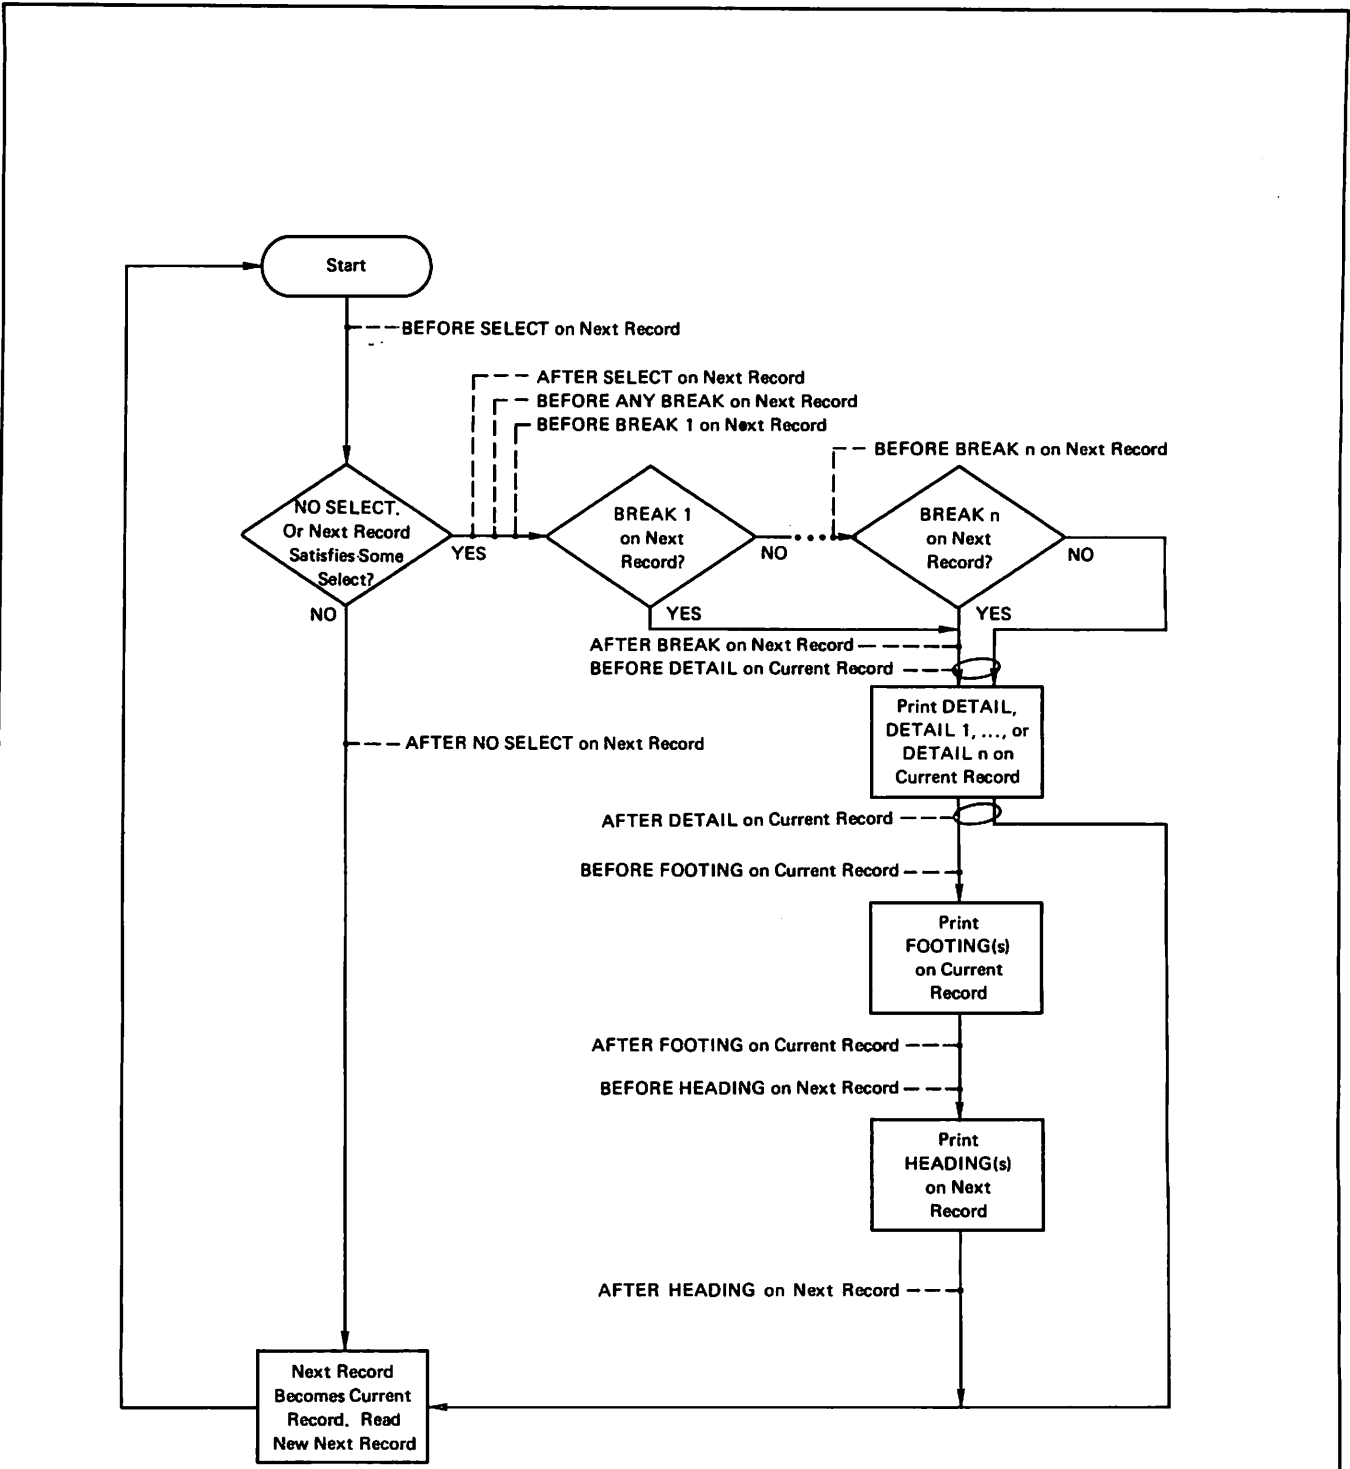 Start
BEFORE SELECT on Next Record
AFTER SELECT on Next Record
BEFORE ANY BREAK on Next Record
BEFORE BREAK 1 on Next Record
BEFORE BREAK n on Next Record
NO SELECT.
Or Next Record
Satisfies Some
Select?
YES
NO
BREAK 1
on Next
Record?
NO
YES
BREAK n
on Next
Record?
NO
YES
AFTER BREAK on Next Record
BEFORE DETAIL on Current Record
Print DETAIL,
DETAIL 1, ..., or
DETAIL n on
Current Record
AFTER NO SELECT on Next Record
AFTER DETAIL on Current Record
BEFORE FOOTING on Current Record
Print
FOOTING(s)
on Current
Record
AFTER FOOTING on Current Record
BEFORE HEADING on Next Record
Print
HEADING(s)
on Next
Record
AFTER HEADING on Next Record
Next Record
Becomes Current
Record. Read
New Next Record